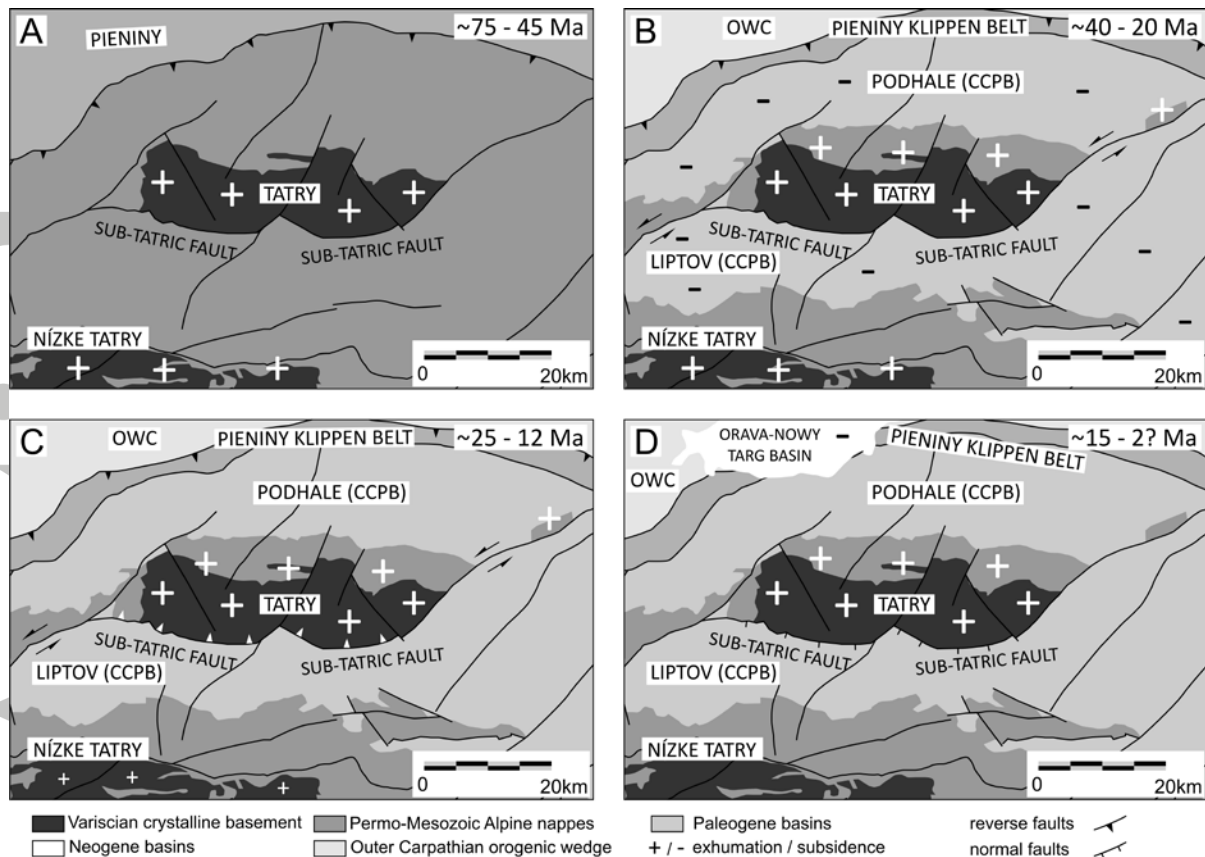 A
PIENINY
~75 - 45 Ma
TATRY
SUB-TATRIC FAULT
SUB-TATRIC FAULT
NÍZKE TATRY
0
20km
B
OWC
PIENINY KLIPPEN BELT
~40 - 20 Ma
PODHALE (CCPB)
TATRY
SUB-TATRIC FAULT
SUB-TATRIC FAULT
LIPTOV (CCPB)
NÍZKE TATRY
0
20km
C
OWC
PIENINY KLIPPEN BELT
~25 - 12 Ma
PODHALE (CCPB)
TATRY
SUB-TATRIC FAULT
SUB-TATRIC FAULT
LIPTOV (CCPB)
NÍZKE TATRY
0
20km
D
ORAVA-NOWY
TARG BASIN
PIENINY KLIPPEN BELT
~15 - 2? Ma
OWC
PODHALE (CCPB)
TATRY
SUB-TATRIC FAULT
SUB-TATRIC FAULT
LIPTOV (CCPB)
NÍZKE TATRY
0
20km
Variscian crystalline basement
Permo-Mesozoic Alpine nappes
Paleogene basins
reverse faults
Neogene basins
Outer Carpathian orogenic wedge
+ / - exhumation / subsidence
normal faults